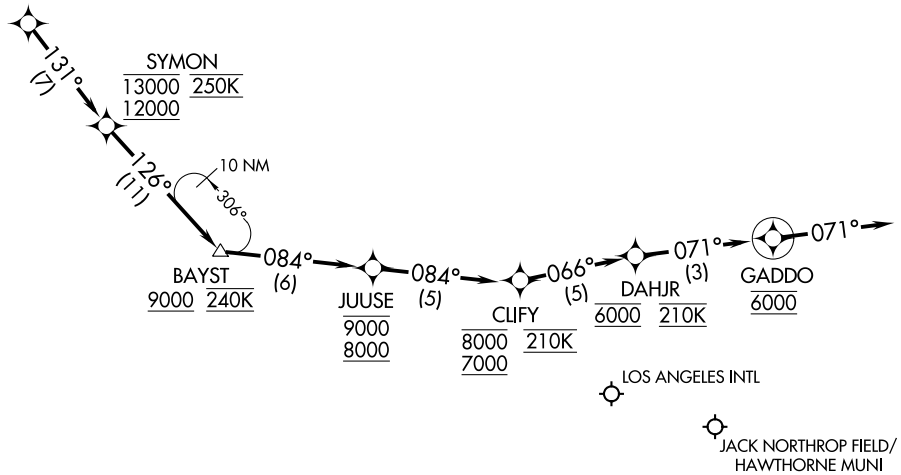 131°
(7)
SYMON
13000 250K
12000
126°
(11)
10 NM
306°
BAYST
9000 240K
084°
(6)
JUUSE
9000
8000
084°
(5)
CLIFY
8000 210K
7000
066°
(5)
DAHJR
6000 210K
071°
(3)
GADDO
6000
071°
LOS ANGELES INTL
JACK NORTHROP FIELD/
HAWTHORNE MUNI